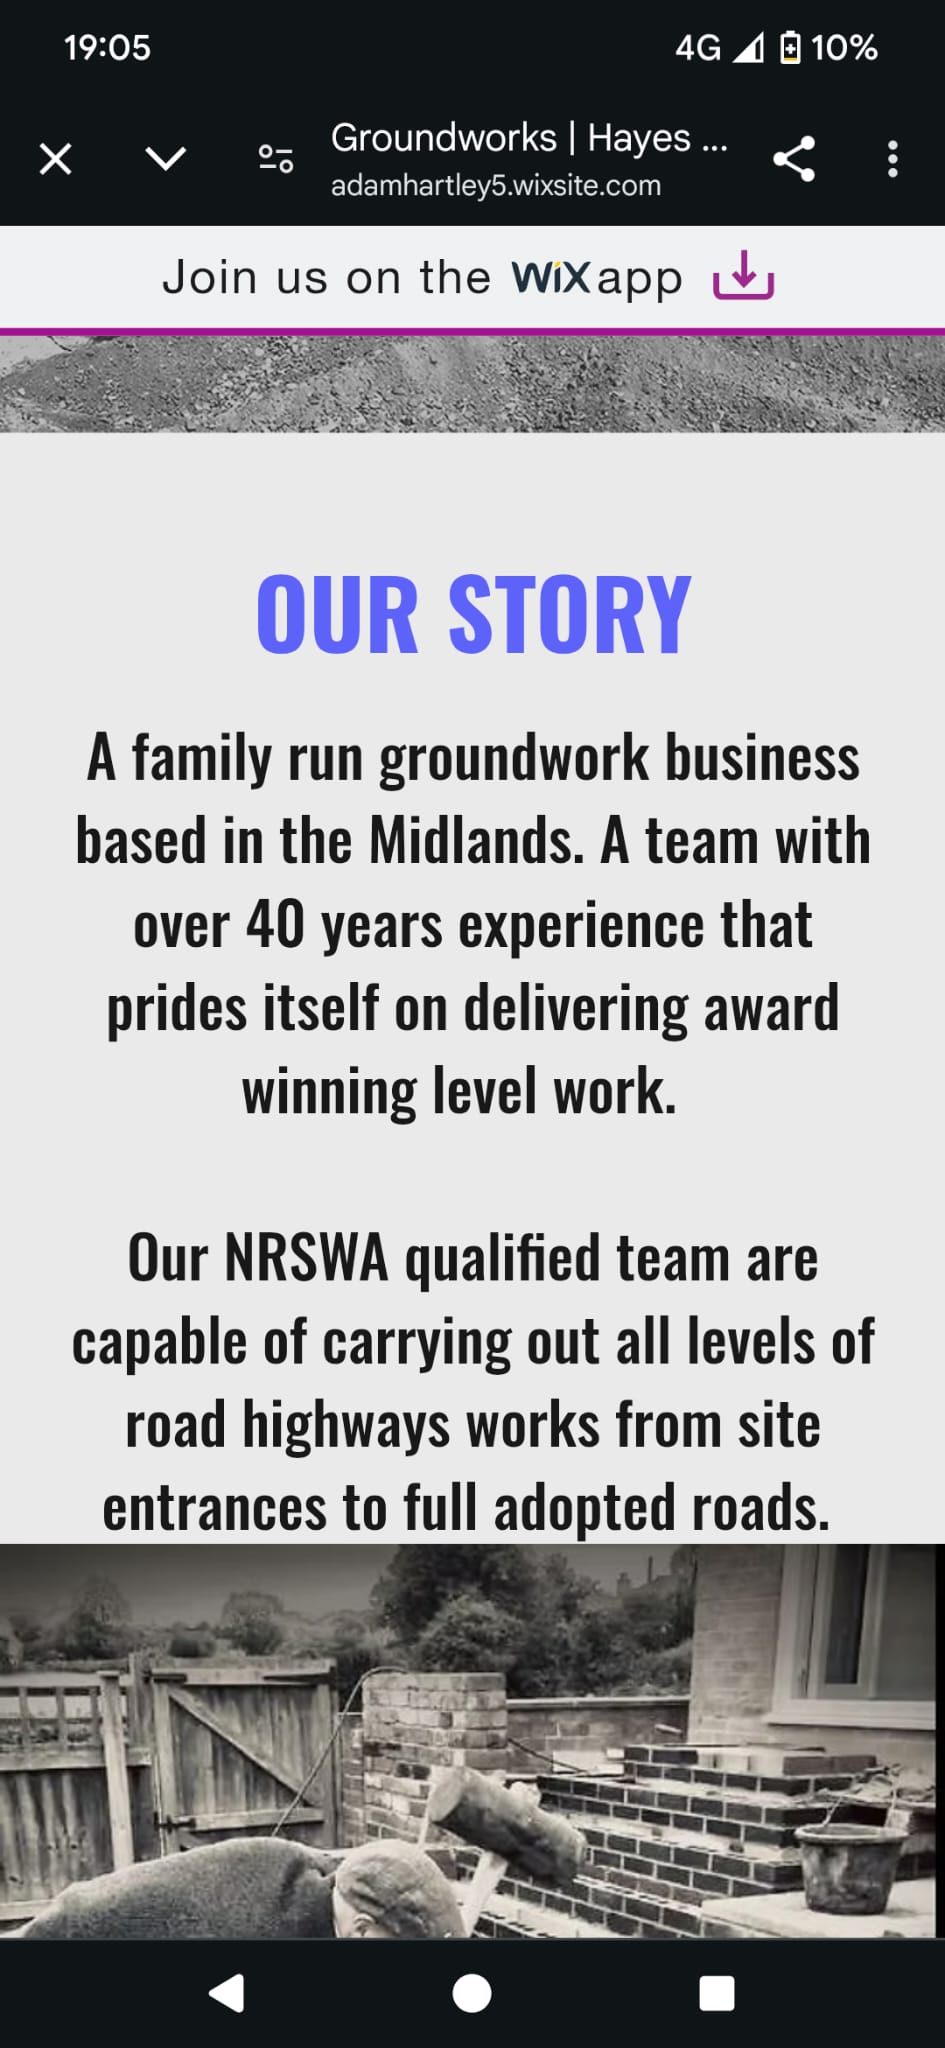 19:05
4G 10%
Groundworks | Hayes ...
adamhartley5.wixsite.com
Join us on the WiX app
OUR STORY
A family run groundwork business
based in the Midlands. A team with
over 40 years experience that
prides itself on delivering award
winning level work.
Our NRSWA qualified team are
capable of carrying out all levels of
road highways works from site
entrances to full adopted roads.